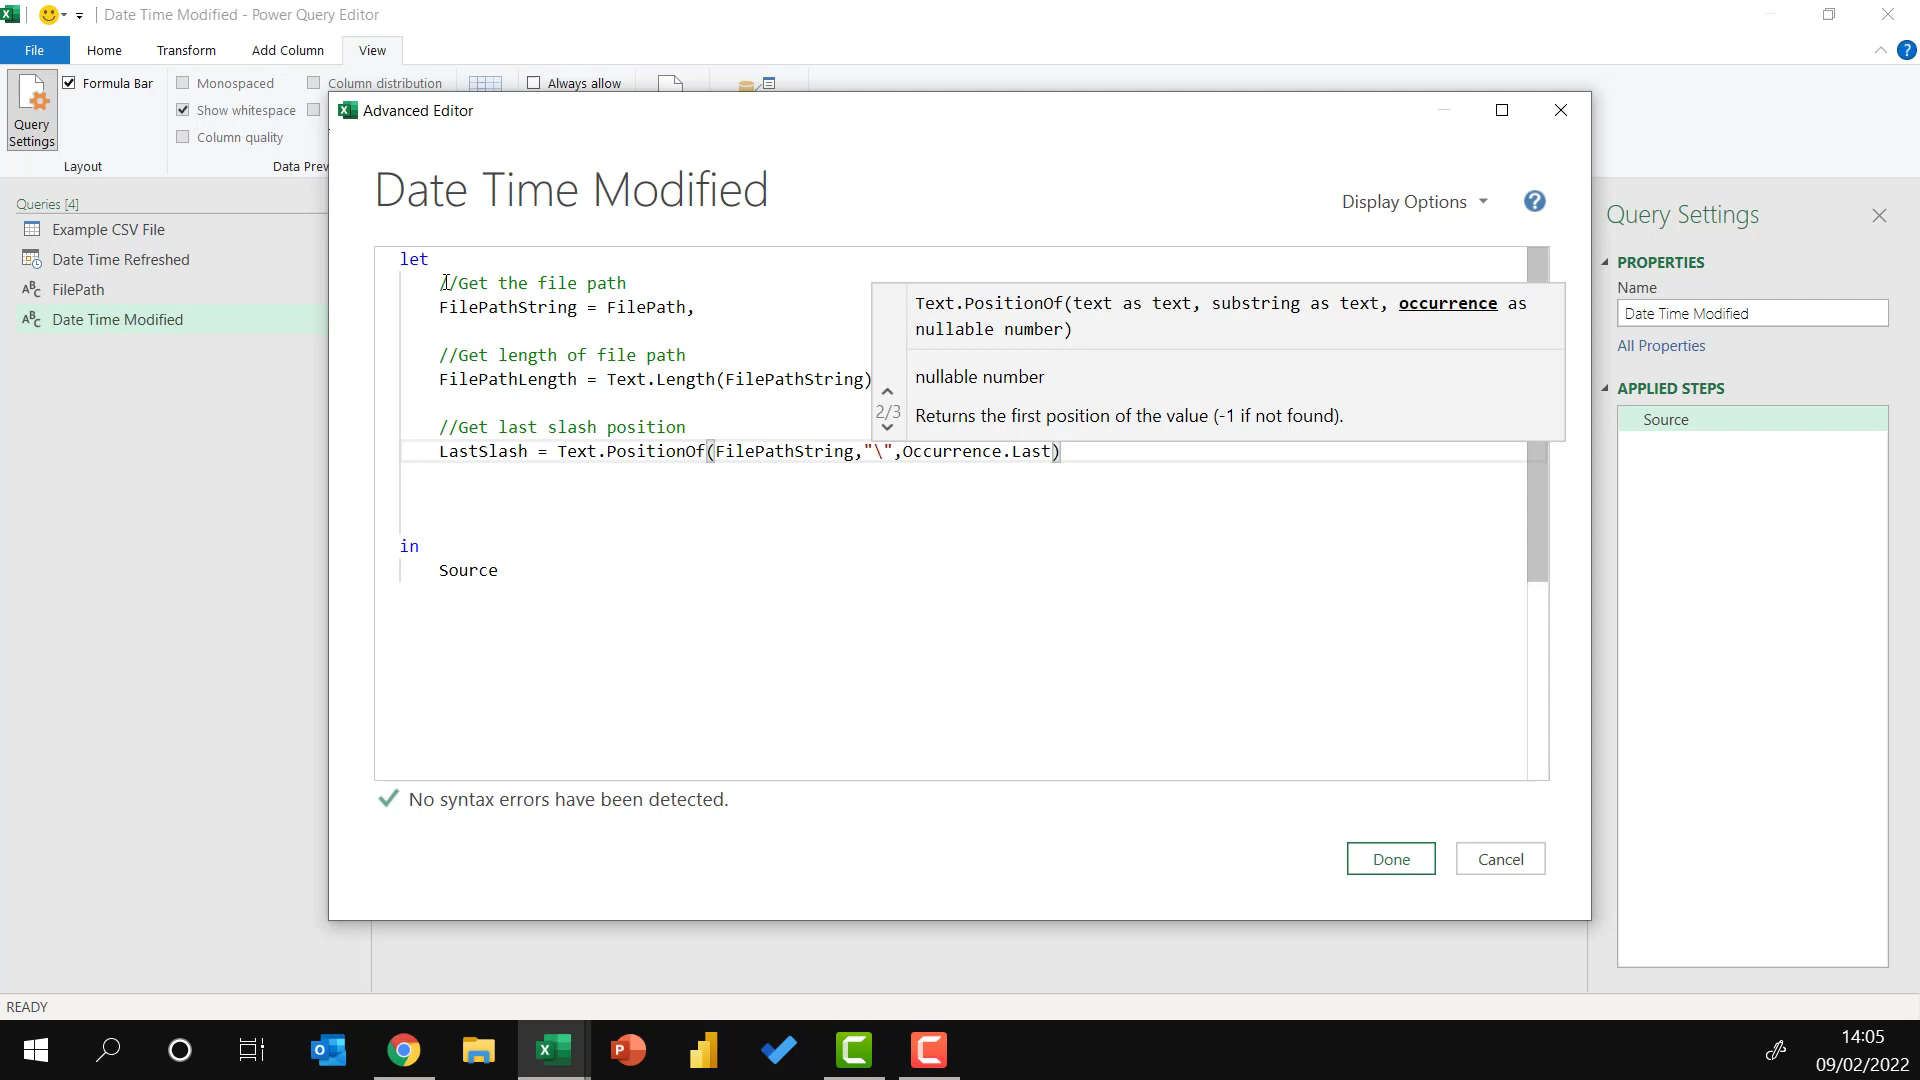 Date Time Modified - Power Query Editor
File
Home
Transform
Add Column
View
Formula Bar
Monospaced
Column distribution
Always allow
Show whitespace
Query
Settings
Column quality
Layout
Data Prev
Advanced Editor
Date Time Modified
Display Options
Queries [4]
Example CSV File
Date Time Refreshed
FilePath
Date Time Modified
let
//Get the file path
FilePathString = FilePath,
//Get length of file path
FilePathLength = Text.Length(FilePathString)
//Get last slash position
LastSlash = Text.PositionOf(FilePathString,"\",Occurrence.Last)
in
Source
Text.PositionOf(text as text, substring as text, occurrence as
nullable number)
nullable number
2/3
Returns the first position of the value (-1 if not found).
No syntax errors have been detected.
Done
Cancel
Query Settings
PROPERTIES
Name
Date Time Modified
All Properties
APPLIED STEPS
Source
READY
14:05
09/02/2022